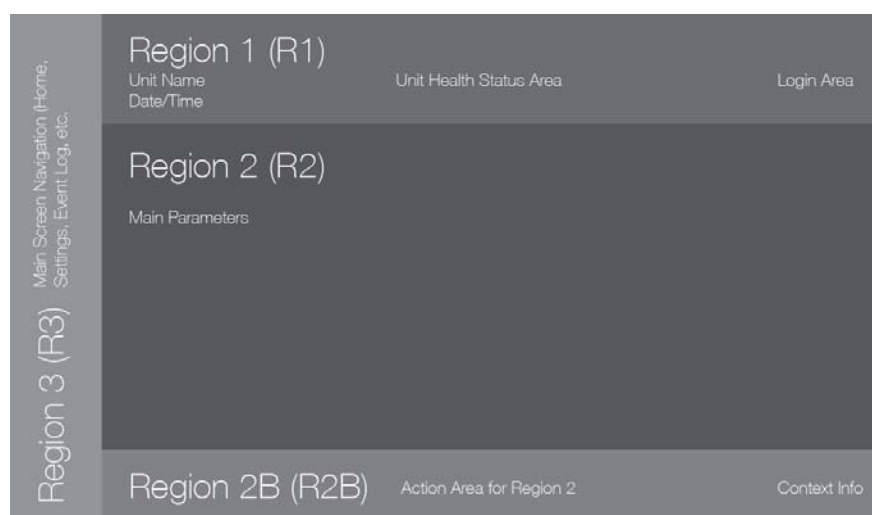 Region 1 (R1)
Unit Name
Date/Time
Unit Health Status Area
Login Area
Region 2 (R2)
Main Parameters
Region 3 (R3)
Main Screen Navigation (Home,
Settings, Event Log, etc.
Region 2B (R2B)
Action Area for Region 2
Context Info